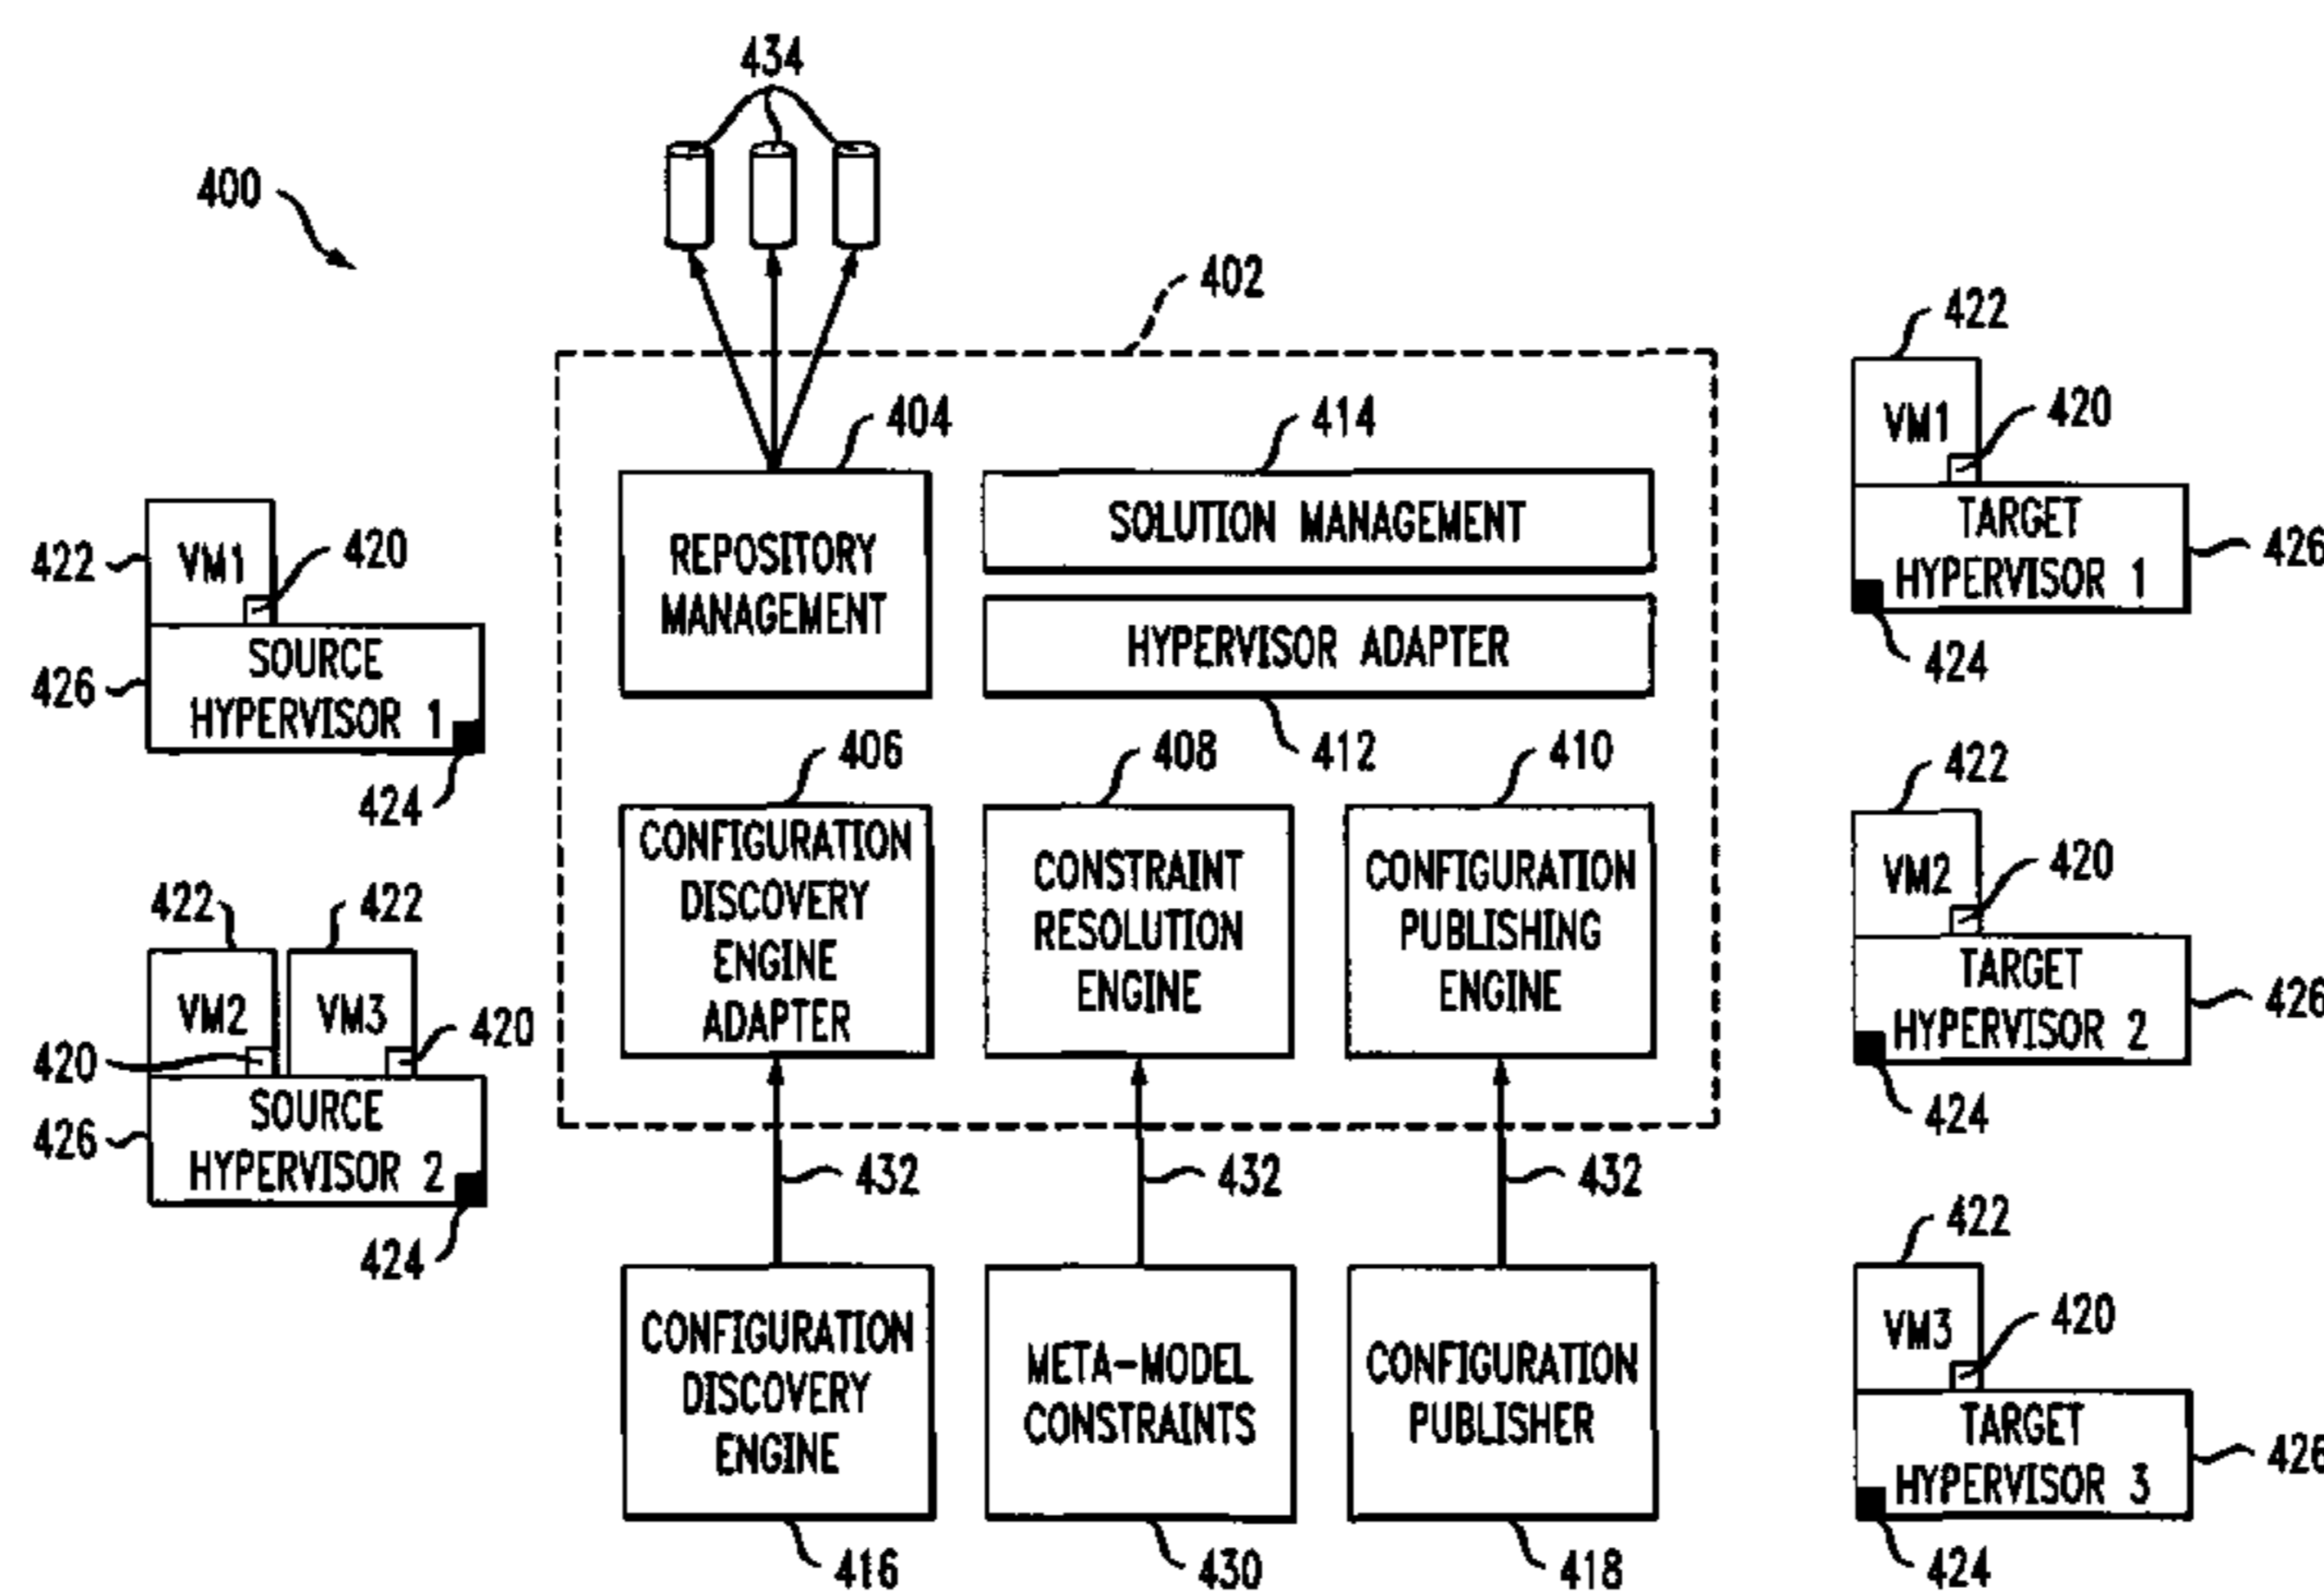 434
400
402
422
VM1
420
404
414
REPOSITORY
MANAGEMENT
SOLUTION MANAGEMENT
HYPERVISOR ADAPTER
TARGET
HYPERVISOR 1
426
424
422
VM1
420
SOURCE
HYPERVISOR 1
426
424
406
408
412
410
CONFIGURATION
DISCOVERY
ENGINE
ADAPTER
CONSTRAINT
RESOLUTION
ENGINE
CONFIGURATION
PUBLISHING
ENGINE
422
VM2
420
TARGET
HYPERVISOR 2
426
424
422
422
VM2
VM3
420
420
SOURCE
HYPERVISOR 2
426
424
432
432
432
CONFIGURATION
DISCOVERY
ENGINE
META-MODEL
CONSTRAINTS
CONFIGURATION
PUBLISHER
416
430
418
422
VM3
420
TARGET
HYPERVISOR 3
426
424